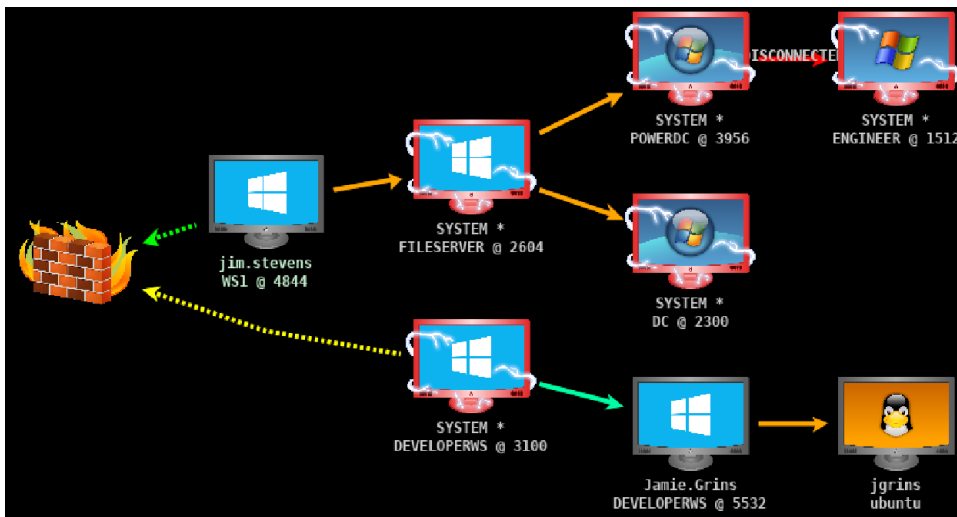 DISCONNECTED
SYSTEM *
POWERDC @ 3956
SYSTEM *
ENGINEER @ 1512
SYSTEM *
FILESERVER @ 2604
jim.stevens
WS1 @ 4844
SYSTEM *
DC @ 2300
SYSTEM *
DEVELOPERWS @ 3100
Jamie.Grins
DEVELOPERWS @ 5532
jgrins
ubuntu